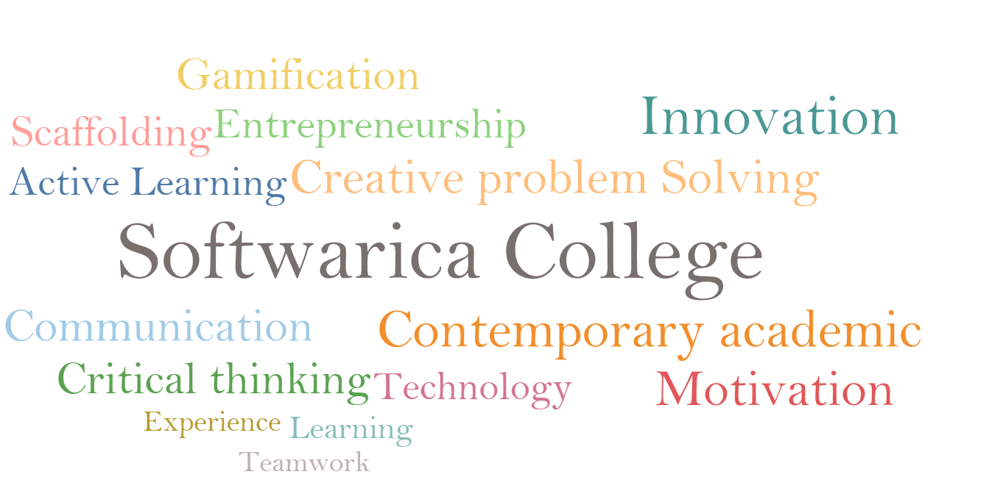 Gamification
Innovation
Scaffolding
Entrepreneurship
Active Learning
Creative problem Solving
Softwarica College
Communication
Contemporary academic
Critical thinking
Technology
Motivation
Experience
Learning
Teamwork